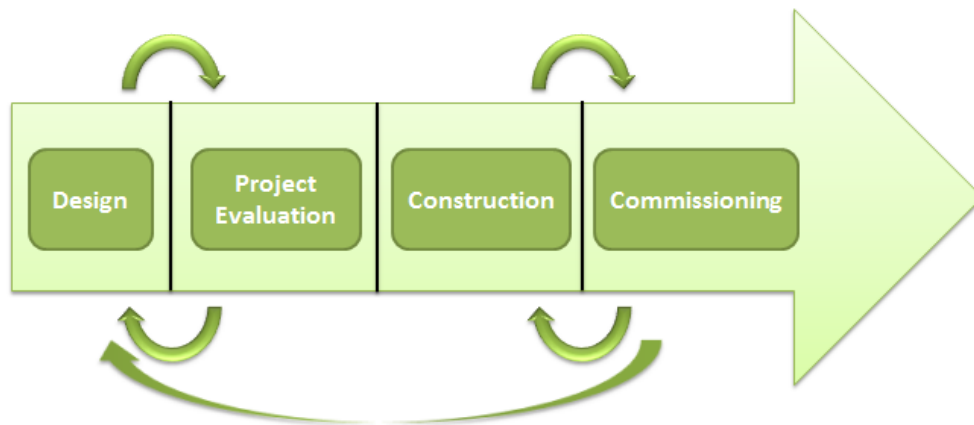 Design
Project
Evaluation
Construction
Commissioning